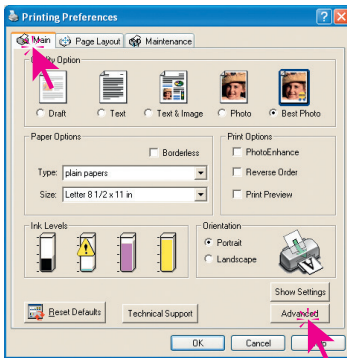 Printing Preferences
Main Page Layout Maintenance
Quality Option
Draft Text Text & Image Photo Best Photo
Paper Options
Borderless
Type: plain papers
Size: Letter 8 1/2 x 11 in
Print Options
PhotoEnhance
Reverse Order
Print Preview
Ink Levels
Orientation
Portrait
Landscape
Show Settings
Reset Defaults Technical Support Advanced
OK Cancel